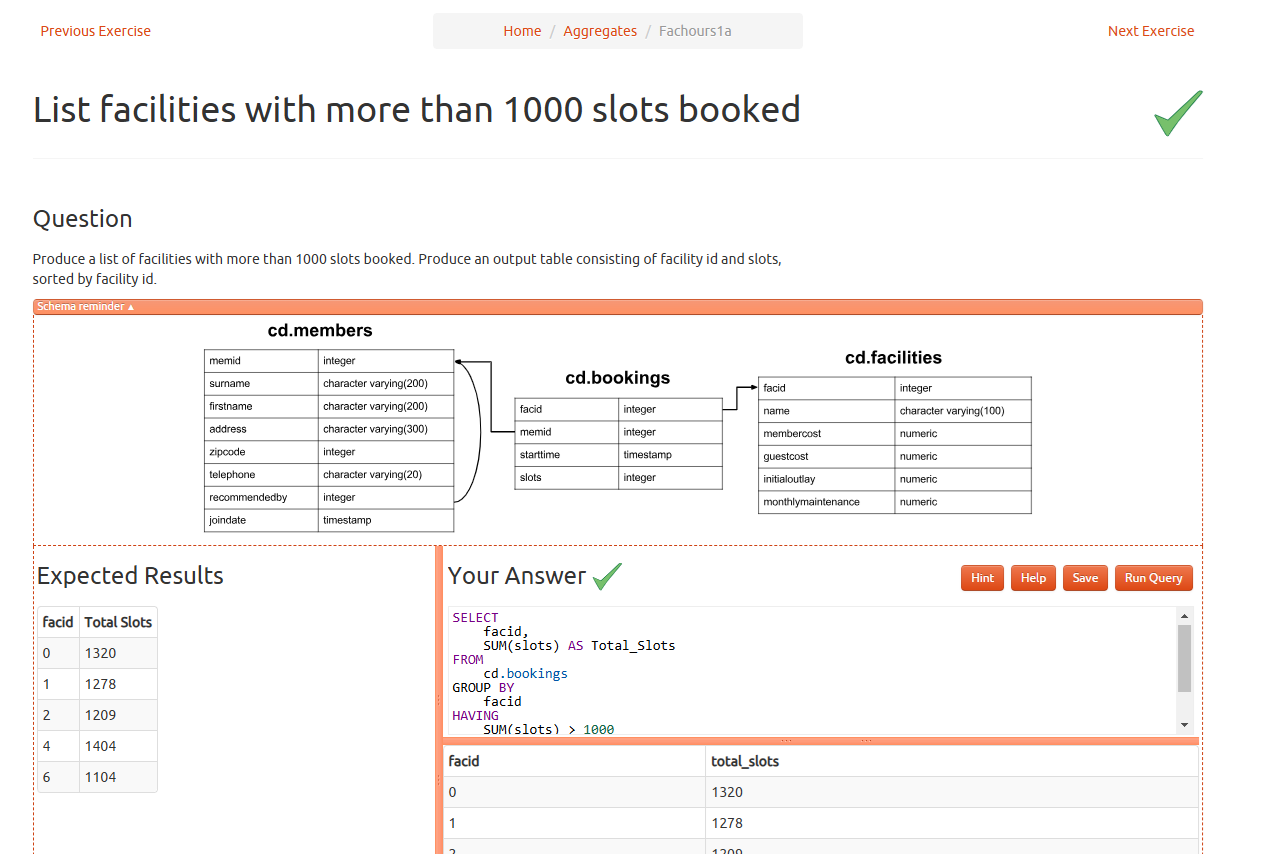 Previous Exercise
Home / Aggregates / Fachours1a
Next Exercise
List facilities with more than 1000 slots booked
Question
Produce a list of facilities with more than 1000 slots booked. Produce an output table consisting of facility id and slots,
sorted by facility id.
Schema reminder ▲
cd.members
memid integer
surname character varying(200)
firstname character varying(200)
address character varying(300)
zipcode integer
telephone character varying(20)
recommendedby integer
joindate timestamp
cd.bookings
facid integer
memid integer
starttime timestamp
slots integer
cd.facilities
facid integer
name character varying(100)
membercost numeric
guestcost numeric
initialoutlay numeric
monthlymaintenance numeric
Expected Results
facid Total Slots
0 1320
1 1278
2 1209
4 1404
6 1104
Your Answer
Hint Help Save Run Query
SELECT
facid,
SUM(slots) AS Total_Slots
FROM
cd.bookings
GROUP BY
facid
HAVING
SUM(slots) > 1000
facid total_slots
0 1320
1 1278
2 1209